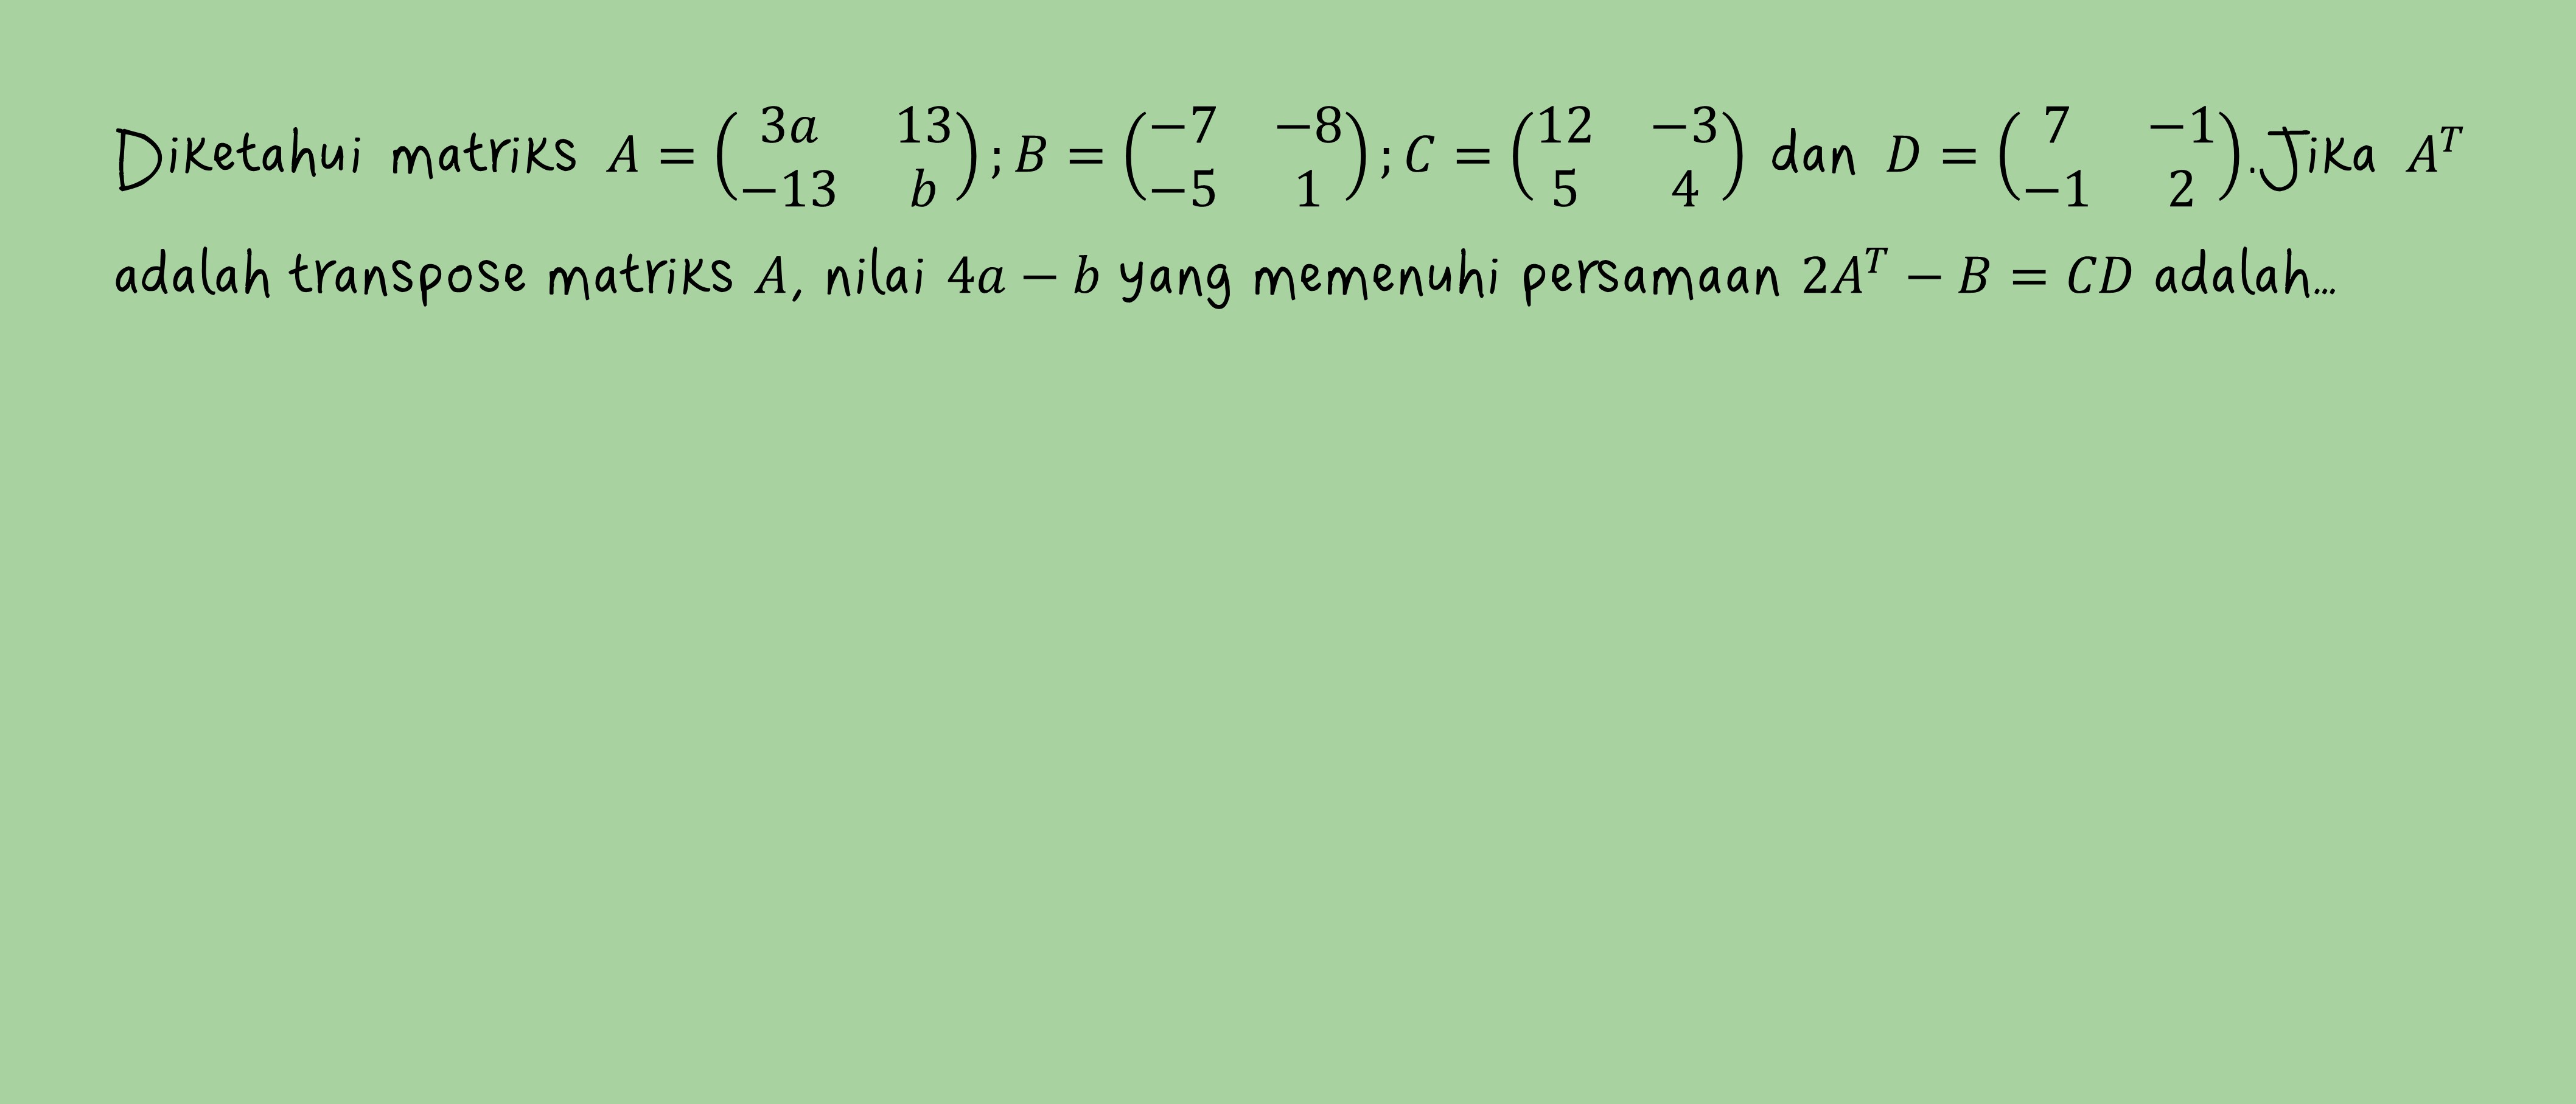 Diketahui matriks $A = \begin{pmatrix} 3a & 13 \\ -13 & b \end{pmatrix}; B = \begin{pmatrix} -7 & -8 \\ -5 & 1 \end{pmatrix}; C = \begin{pmatrix} 12 & -3 \\ 5 & 4 \end{pmatrix}$ dan $D = \begin{pmatrix} 7 & -1 \\ -1 & 2 \end{pmatrix}$. Jika $A^T$
adalah transpose matriks $A$, nilai $4a - b$ yang memenuhi persamaan $2A^T - B = CD$ adalah...